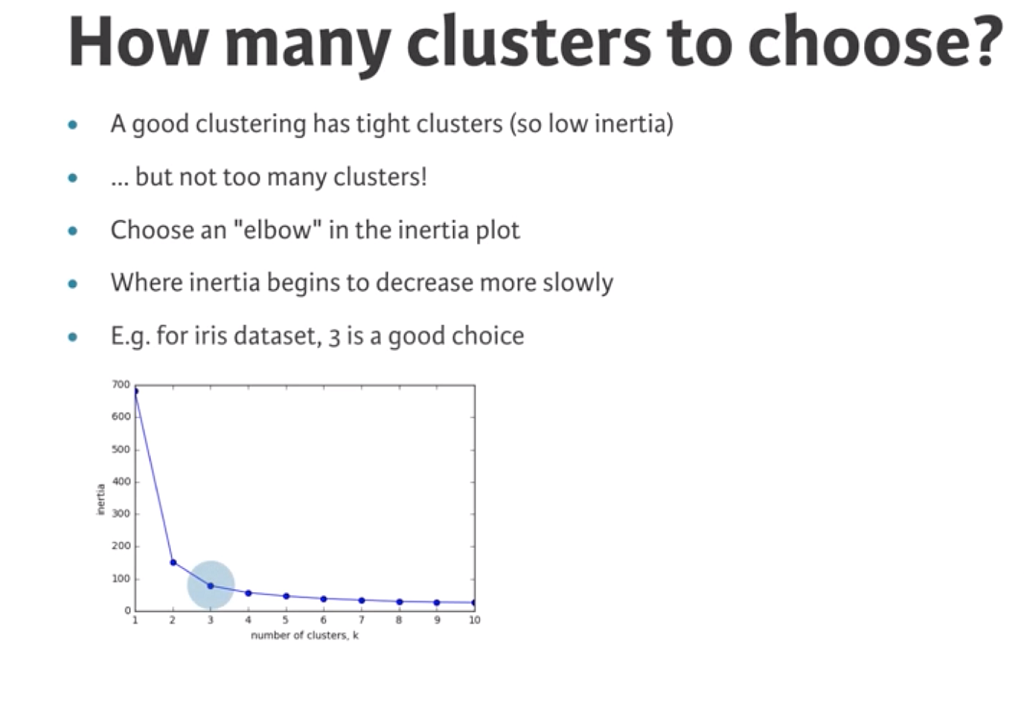 How many clusters to choose?
• A good clustering has tight clusters (so low inertia)
• ... but not too many clusters!
• Choose an "elbow" in the inertia plot
• Where inertia begins to decrease more slowly
• E.g. for iris dataset, 3 is a good choice
700
600
500
400
300
200
100
0
inertia
1 2 3 4 5 6 7 8 9 10
number of clusters, k